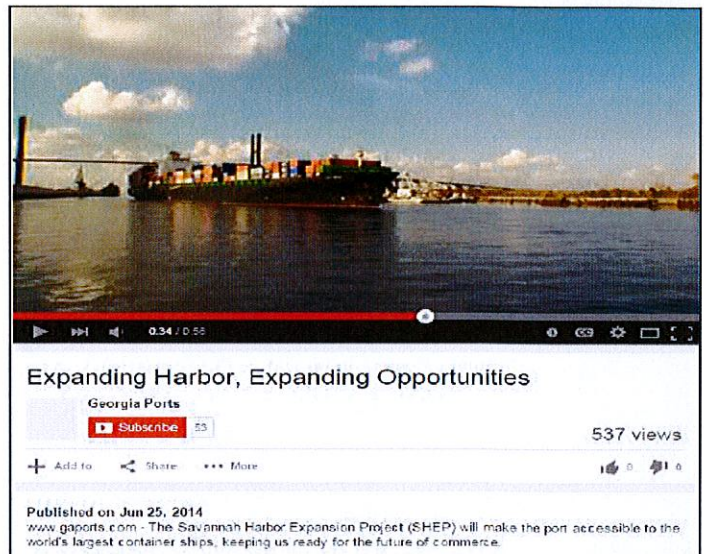 0:34 / 0:56
Expanding Harbor, Expanding Opportunities
Georgia Ports
Subscribe 53
537 views
Add to Share More
0 0
Published on Jun 25, 2014
www.gaports.com - The Savannah Harbor Expansion Project (SHEP) will make the port accessible to the
world's largest container ships, keeping us ready for the future of commerce.